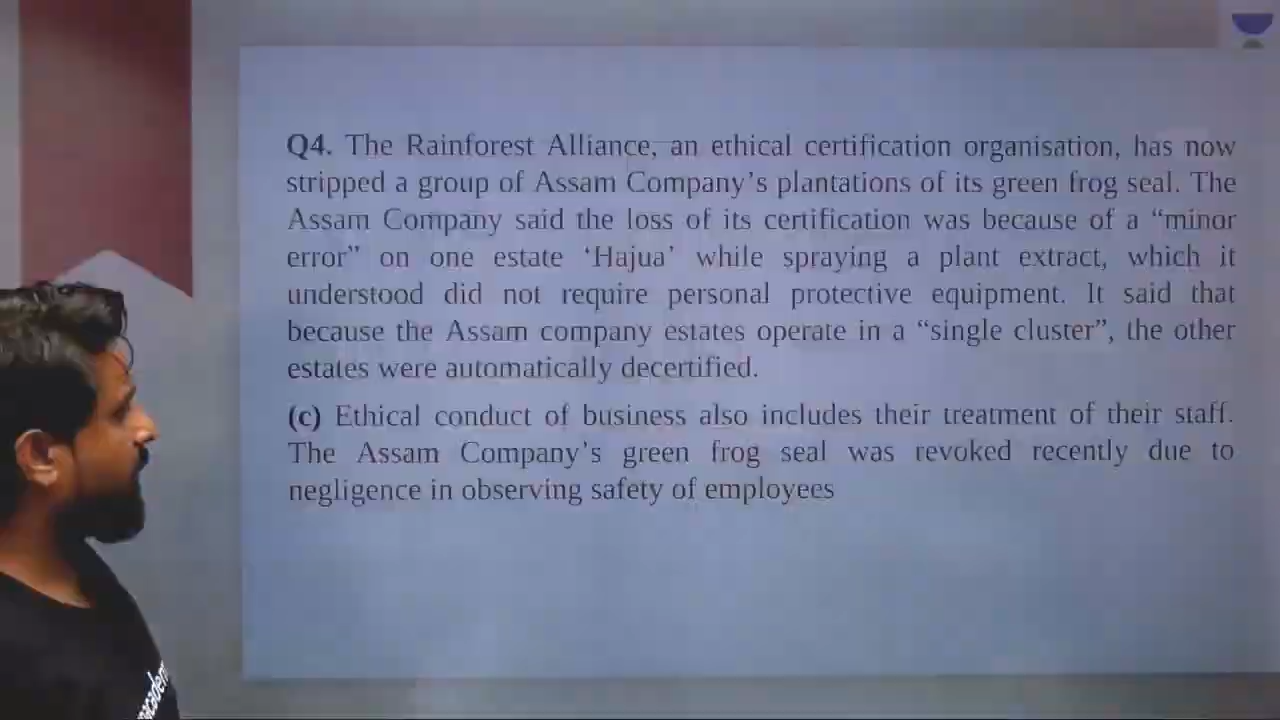 Q4. The Rainforest Alliance, an ethical certification organisation, has now
stripped a group of Assam Company’s plantations of its green frog seal. The
Assam Company said the loss of its certification was because of a “minor
error” on one estate ‘Hajua’ while spraying a plant extract, which it
understood did not require personal protective equipment. It said that
because the Assam company estates operate in a “single cluster”, the other
estates were automatically decertified.
(c) Ethical conduct of business also includes their treatment of their staff.
The Assam Company’s green frog seal was revoked recently due to
negligence in observing safety of employees